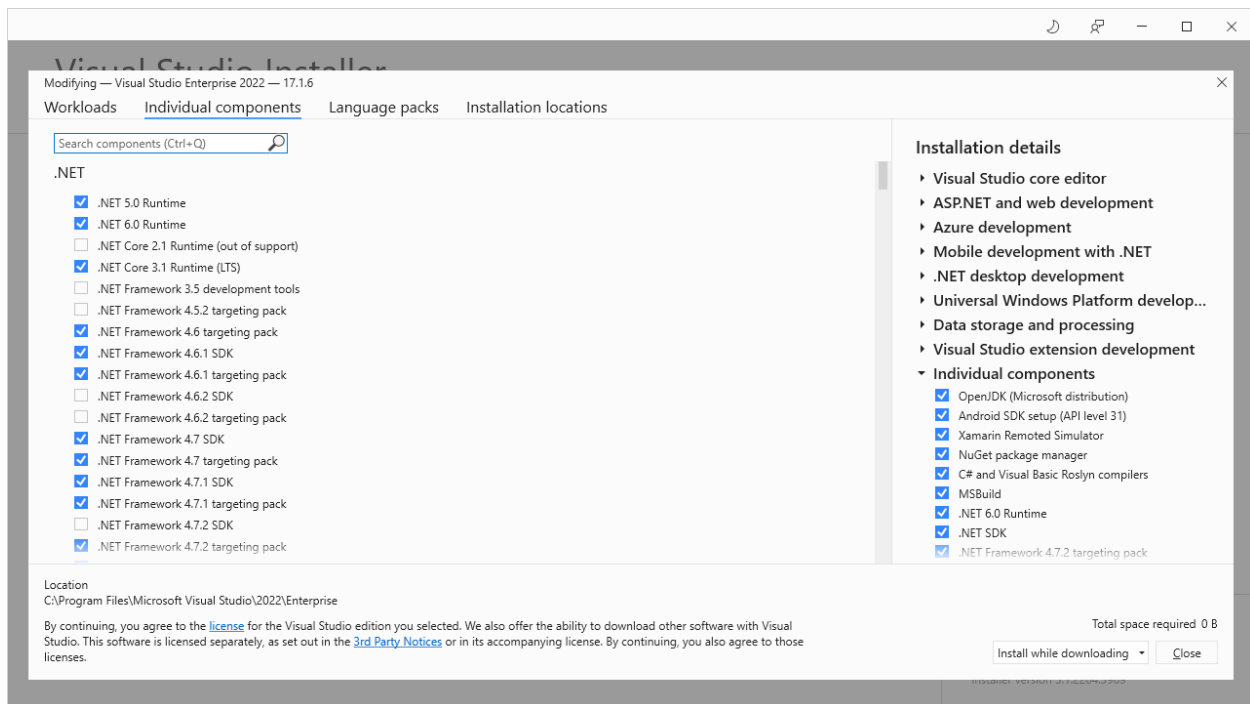 Visual Studio Installer
Modifying — Visual Studio Enterprise 2022 — 17.1.6
Workloads
Individual components
Language packs
Installation locations
Search components (Ctrl+Q)
.NET
.NET 5.0 Runtime
.NET 6.0 Runtime
.NET Core 2.1 Runtime (out of support)
.NET Core 3.1 Runtime (LTS)
.NET Framework 3.5 development tools
.NET Framework 4.5.2 targeting pack
.NET Framework 4.6 targeting pack
.NET Framework 4.6.1 SDK
.NET Framework 4.6.1 targeting pack
.NET Framework 4.6.2 SDK
.NET Framework 4.6.2 targeting pack
.NET Framework 4.7 SDK
.NET Framework 4.7 targeting pack
.NET Framework 4.7.1 SDK
.NET Framework 4.7.1 targeting pack
.NET Framework 4.7.2 SDK
.NET Framework 4.7.2 targeting pack
Installation details
Visual Studio core editor
ASP.NET and web development
Azure development
Mobile development with .NET
.NET desktop development
Universal Windows Platform develop...
Data storage and processing
Visual Studio extension development
Individual components
OpenJDK (Microsoft distribution)
Android SDK setup (API level 31)
Xamarin Remoted Simulator
NuGet package manager
C# and Visual Basic Roslyn compilers
MSBuild
.NET 6.0 Runtime
.NET SDK
.NET Framework 4.7.2 targeting pack
Location
C:\Program Files\Microsoft Visual Studio\2022\Enterprise
By continuing, you agree to the license for the Visual Studio edition you selected. We also offer the ability to download other software with Visual
Studio. This software is licensed separately, as set out in the 3rd Party Notices or in its accompanying license. By continuing, you also agree to those
licenses.
Total space required 0 B
Install while downloading
Close